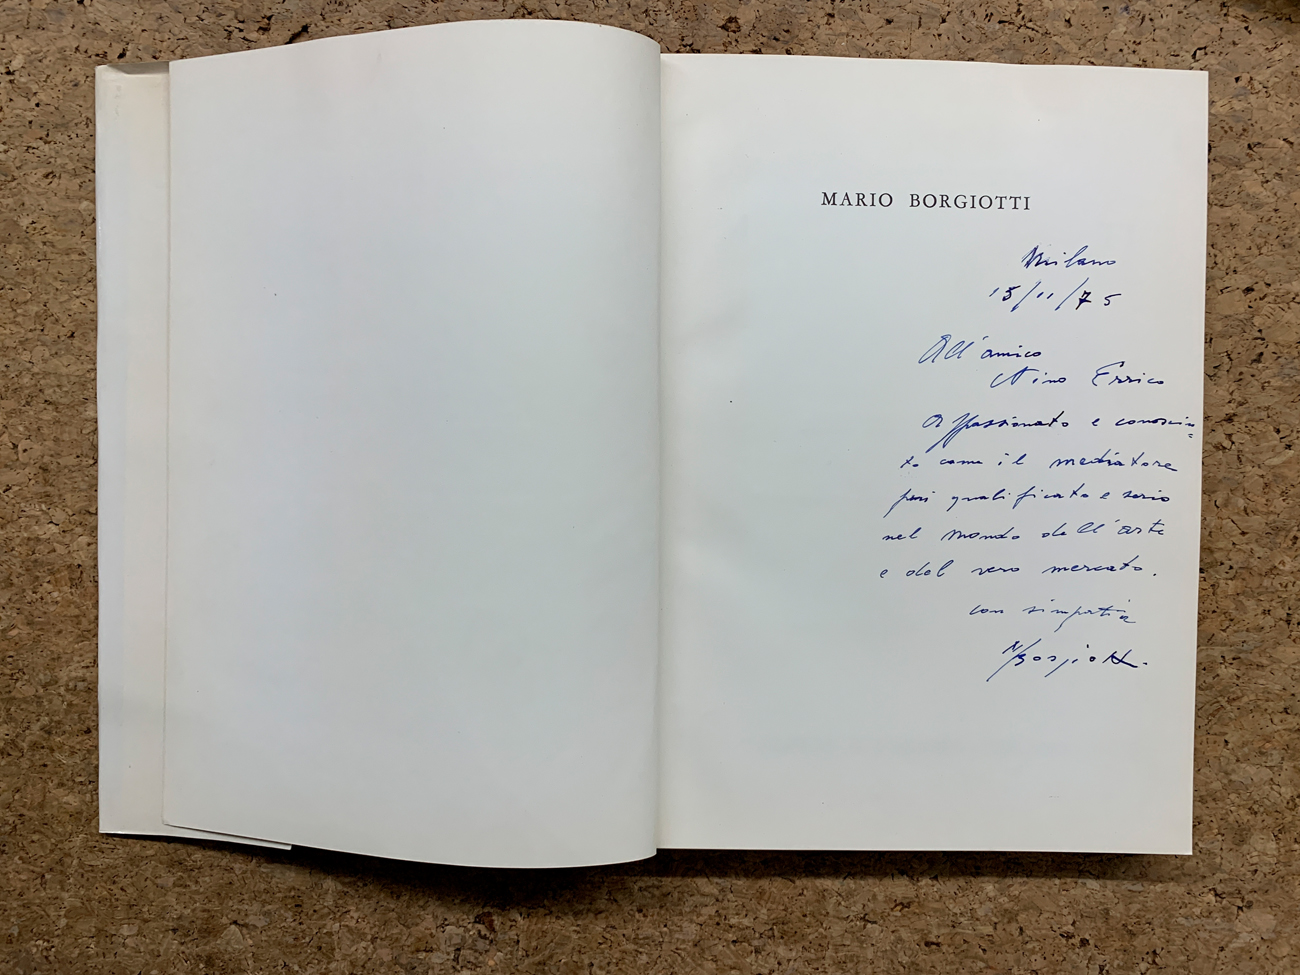 MARIO BORGIOTTI
Milano
15/11/75
All'amico
Nino Errico
appassionato e conosciu=
to come il mediatore
più qualificato e serio
nel mondo dell'arte
e del vero mercato.
con simpatia
M Borgiotti.